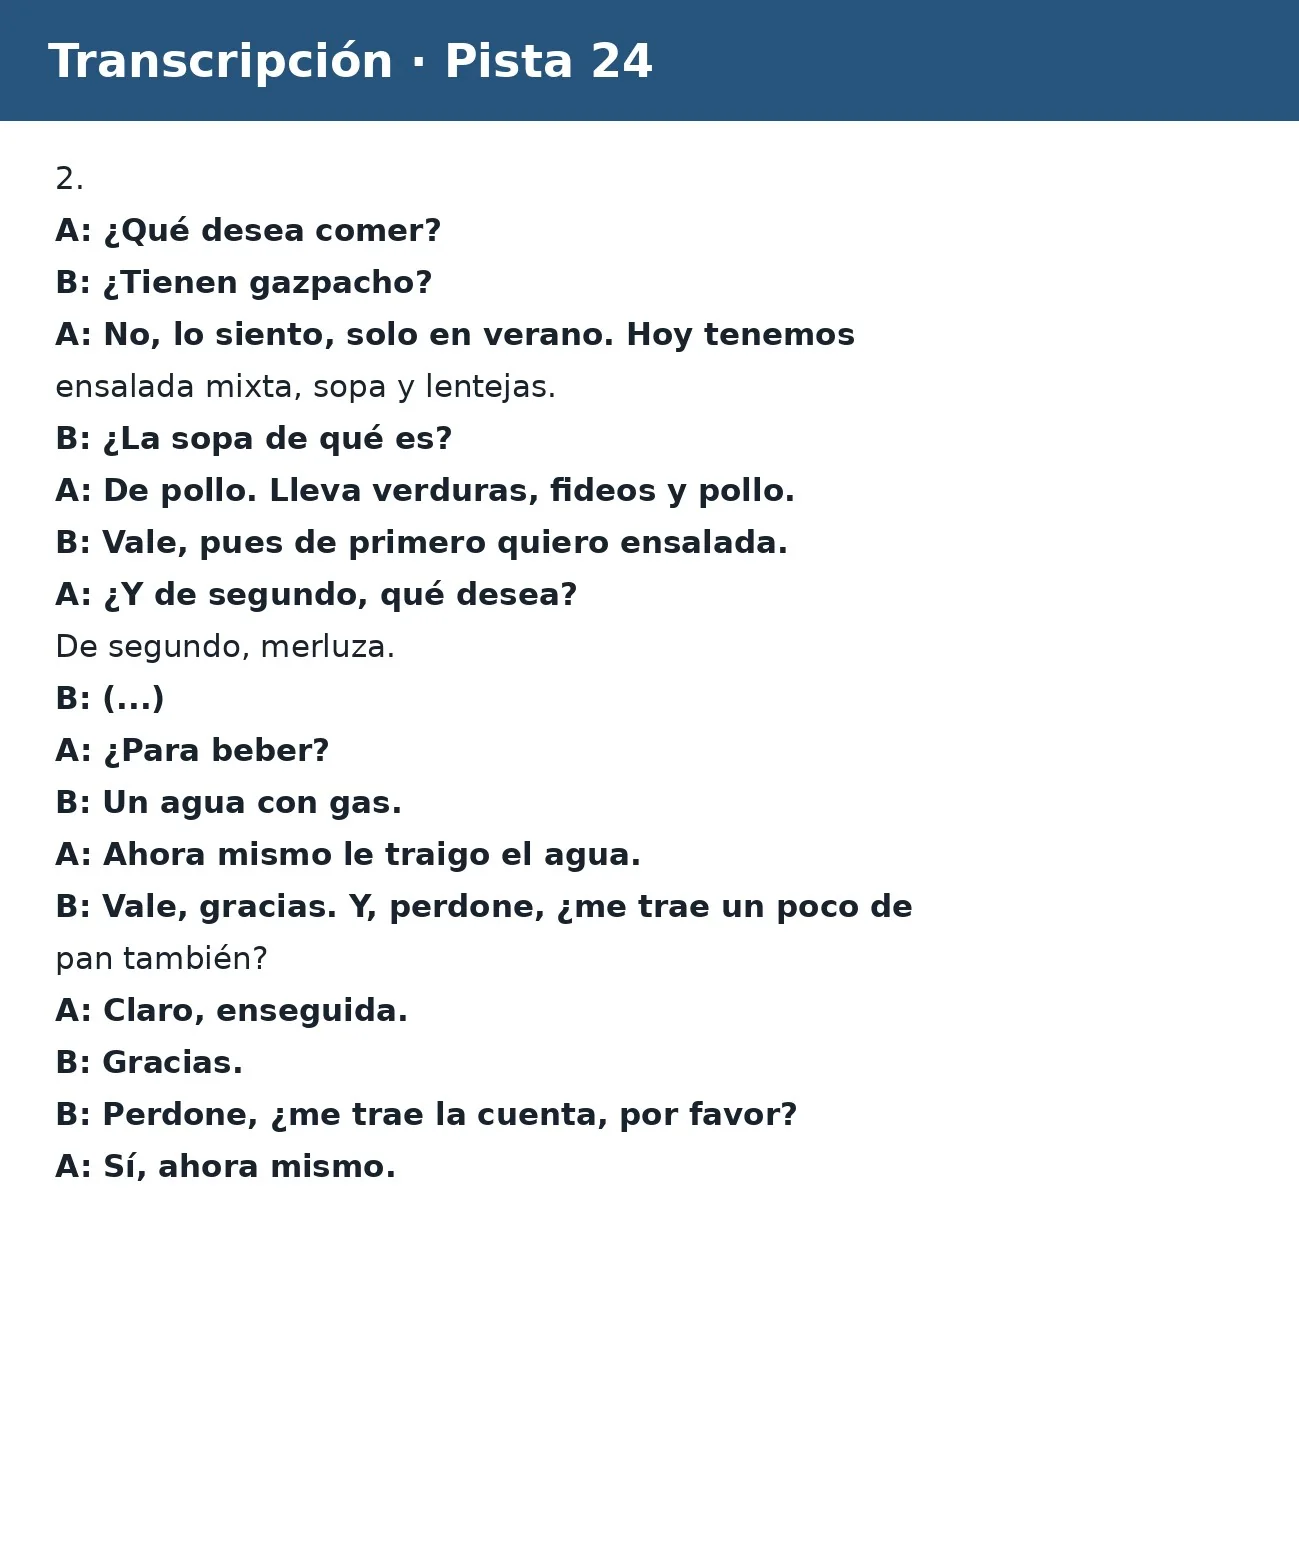 Transcripción · Pista 24
2.
A: ¿Qué desea comer?
B: ¿Tienen gazpacho?
A: No, lo siento, solo en verano. Hoy tenemos
ensalada mixta, sopa y lentejas.
B: ¿La sopa de qué es?
A: De pollo. Lleva verduras, fideos y pollo.
B: Vale, pues de primero quiero ensalada.
A: ¿Y de segundo, qué desea?
De segundo, merluza.
B: (...)
A: ¿Para beber?
B: Un agua con gas.
A: Ahora mismo le traigo el agua.
B: Vale, gracias. Y, perdone, ¿me trae un poco de
pan también?
A: Claro, enseguida.
B: Gracias.
B: Perdone, ¿me trae la cuenta, por favor?
A: Sí, ahora mismo.